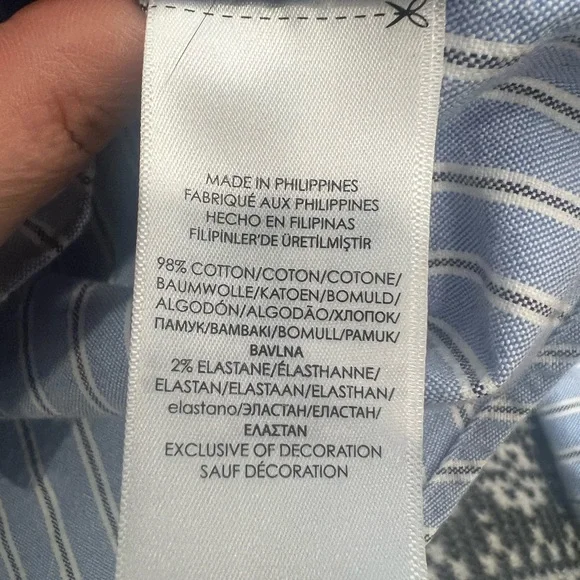 MADE IN PHILIPPINES
FABRIQUÉ AUX PHILIPPINES
HECHO EN FILIPINAS
FİLİPİNLER'DE ÜRETİLMİŞTİR
98% COTTON/COTON/COTONE/
BAUMWOLLE/KATOEN/BOMULD/
ALGODÓN/ALGODÃO/ХЛОПОК/
ПАМУК/BAMBAKI/BOMULL/PAMUK/
BAVLNA
2% ELASTANE/ÉLASTHANNE/
ELASTAN/ELASTAAN/ELASTHAN/
elastano/ЭЛАСТАН/ЕЛАСТАН/
ΕΛΑΣΤΑΝ
EXCLUSIVE OF DECORATION
SAUF DÉCORATION